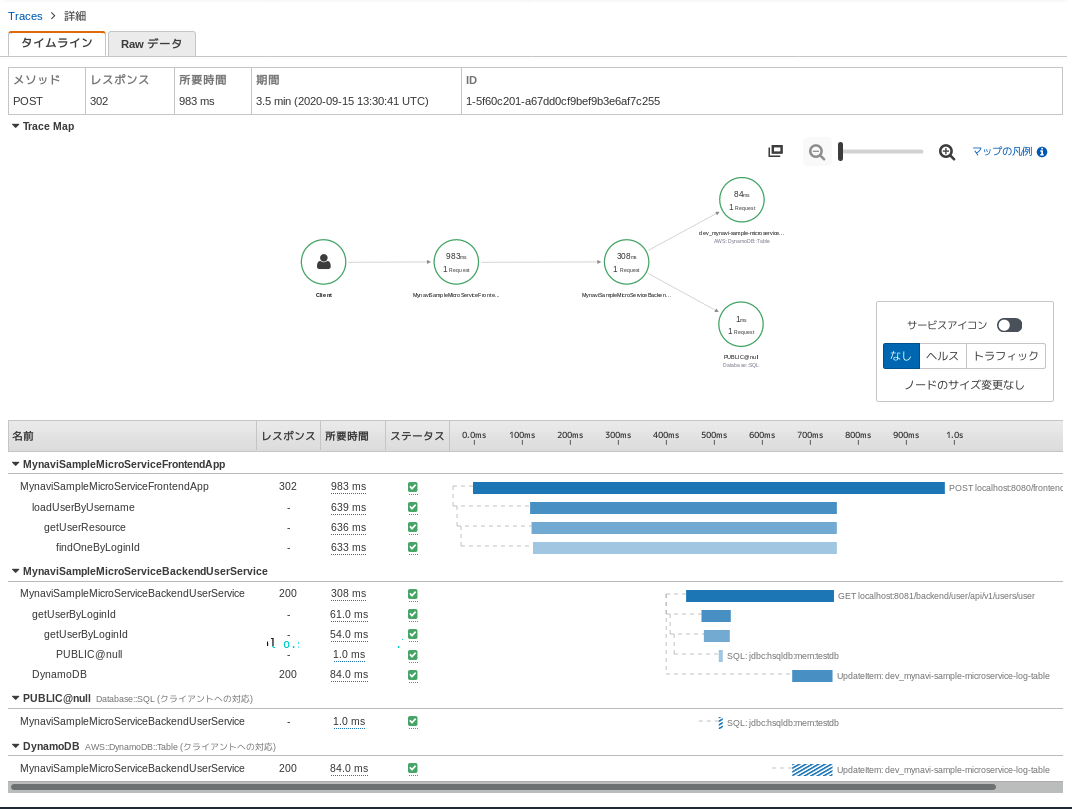 Traces > 詳細
タイムライン Raw データ
メソッド レスポンス 所要時間 期間 ID
POST 302 983 ms 3.5 min (2020-09-15 13:30:41 UTC) 1-5f60c201-a67dd0cf9bef9b3e6af7c255
Trace Map
マップの凡例
84ms
1 Request
dev_mynavi-sample-microservice...
AWS::DynamoDB::Table
983ms
1 Request
308ms
1 Request
Client MynaviSampleMicroServiceFronte... MynaviSampleMicroServiceBacken...
1ms
1 Request
PUBLIC@null
Database::SQL
サービスアイコン
なし ヘルス トラフィック
ノードのサイズ変更なし
名前 レスポンス 所要時間 ステータス 0.0ms 100ms 200ms 300ms 400ms 500ms 600ms 700ms 800ms 900ms 1.0s
MynaviSampleMicroServiceFrontendApp
MynaviSampleMicroServiceFrontendApp 302 983 ms POST localhost:8080/frontend
loadUserByUsername - 639 ms
getUserResource - 636 ms
findOneByLoginId - 633 ms
MynaviSampleMicroServiceBackendUserService
MynaviSampleMicroServiceBackendUserService 200 308 ms GET localhost:8081/backend/user/api/v1/users/user
getUserByLoginId - 61.0 ms
getUserByLoginId - 54.0 ms
PUBLIC@null - 1.0 ms SQL: jdbc:hsqldb:mem:testdb
DynamoDB 200 84.0 ms UpdateItem: dev_mynavi-sample-microservice-log-table
PUBLIC@null Database::SQL (クライアントへの対応)
MynaviSampleMicroServiceBackendUserService - 1.0 ms SQL: jdbc:hsqldb:mem:testdb
DynamoDB AWS::DynamoDB::Table (クライアントへの対応)
MynaviSampleMicroServiceBackendUserService 200 84.0 ms UpdateItem: dev_mynavi-sample-microservice-log-table